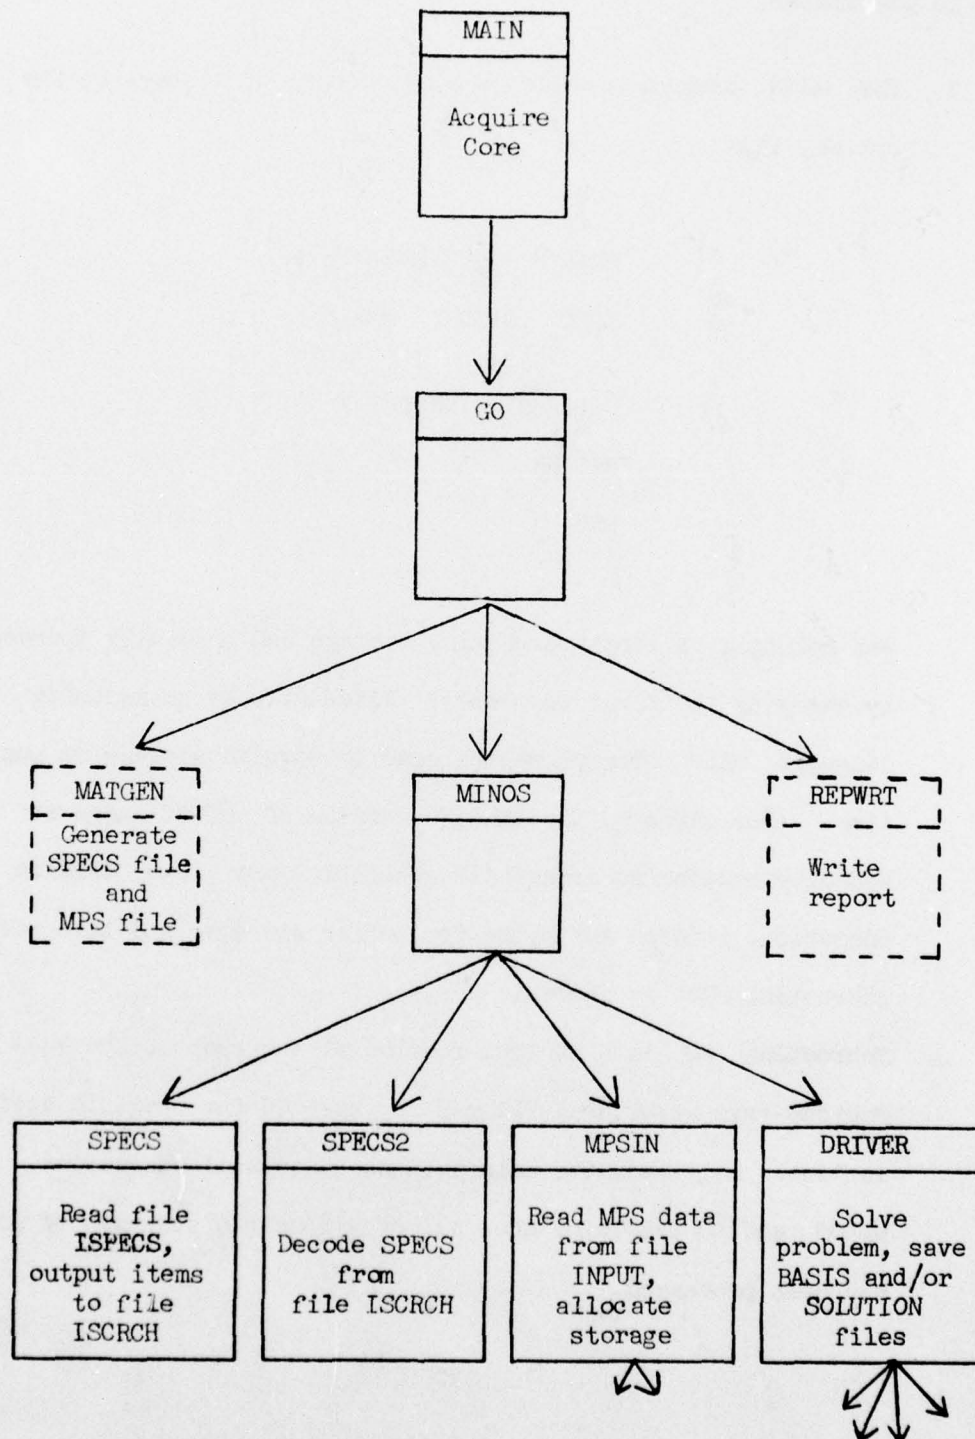 MAIN
Acquire
Core
GO
MATGEN
Generate
SPECS file
and
MPS file
MINOS
REPWRT
Write
report
SPECS
Read file
ISPECS,
output items
to file
ISCRCH
SPECS2
Decode SPECS
from
file ISCRCH
MPSIN
Read MPS data
from file
INPUT,
allocate
storage
DRIVER
Solve
problem, save
BASIS and/or
SOLUTION
files